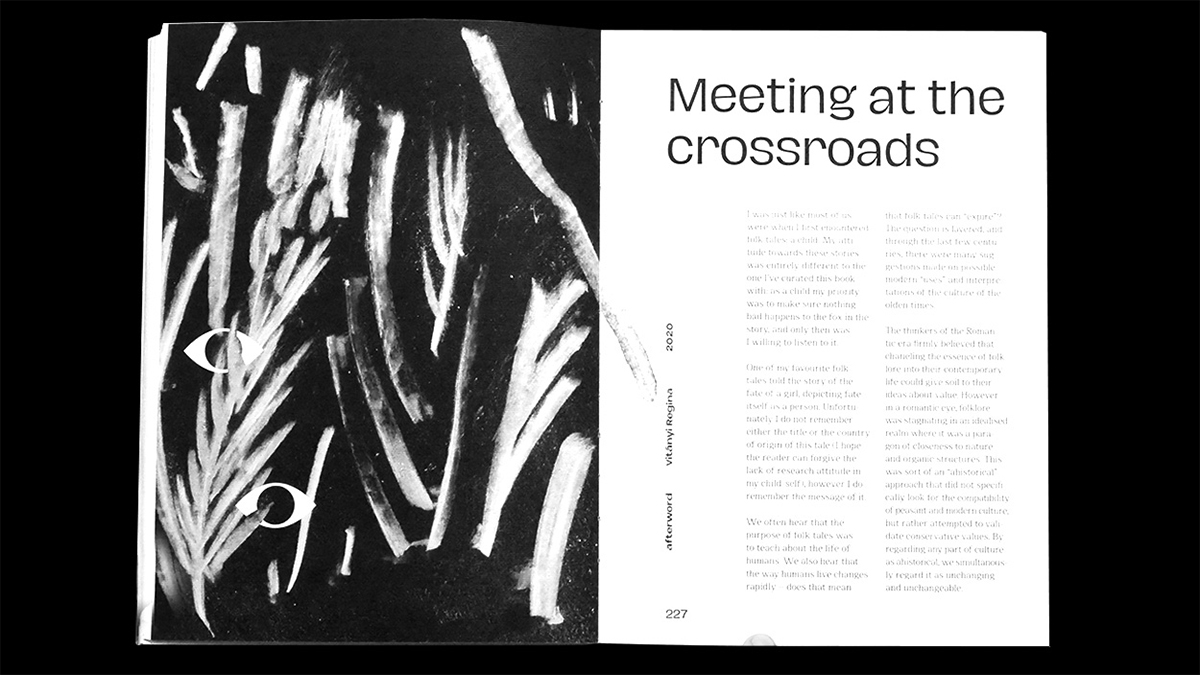 Meeting at the
crossroads
I was just like most of us
were when I first encontered
folk tales: a child. My atti
tude towards these stories
was entirely different to the
one I've curated this book
with: as a child my priority
was to make sure nothing
bad happens to the fox in the
story, and only then was
I willing to listen to it.
One of my favourite folk
tales told the story of the
fate of a girl, depicting fate
itself as a person. Unfortu
nately I do not remember
either the title or the country
of origin of this tale (I hope
the reader can forgive the
lack of research attitude in
my child self), however I do
remember the message of it.
We often hear that the
purpose of folk tales was
to teach about the life of
humans. We also hear that
the way humans live changes
rapidly – does that mean
that folk tales can "expire"?
The question is layered, and
through the last few centu
ries, there were many sug
gestions made on possible
modern "uses" and interpre
tations of the culture of the
olden times.
The thinkers of the Roman
tic era firmly believed that
chaneling the essence of folk
lore into their contemporary
life could give soil to their
ideas about value. However
in a romantic eye, folklore
was stagnating in an idealised
realm where it was a para
gon of closeness to nature
and organic structures. This
was sort of an "ahistorical"
approach that did not specifi
cally look for the compatibility
of peasant and modern culture,
but rather attempted to vali
date conservative values. By
regarding any part of culture
as ahistorical, we simultanous
ly regard it as unchanging
and unchangeable.
afterword Vitányi Regina 2020
227